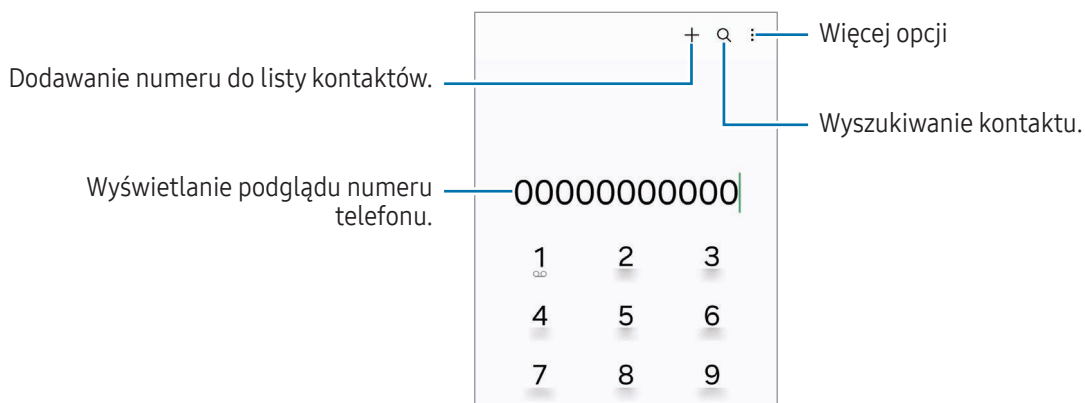 Więcej opcji
Dodawanie numeru do listy kontaktów.
Wyszukiwanie kontaktu.
Wyświetlanie podglądu numeru
telefonu.
00000000000
1 2 3
4 5 6
7 8 9